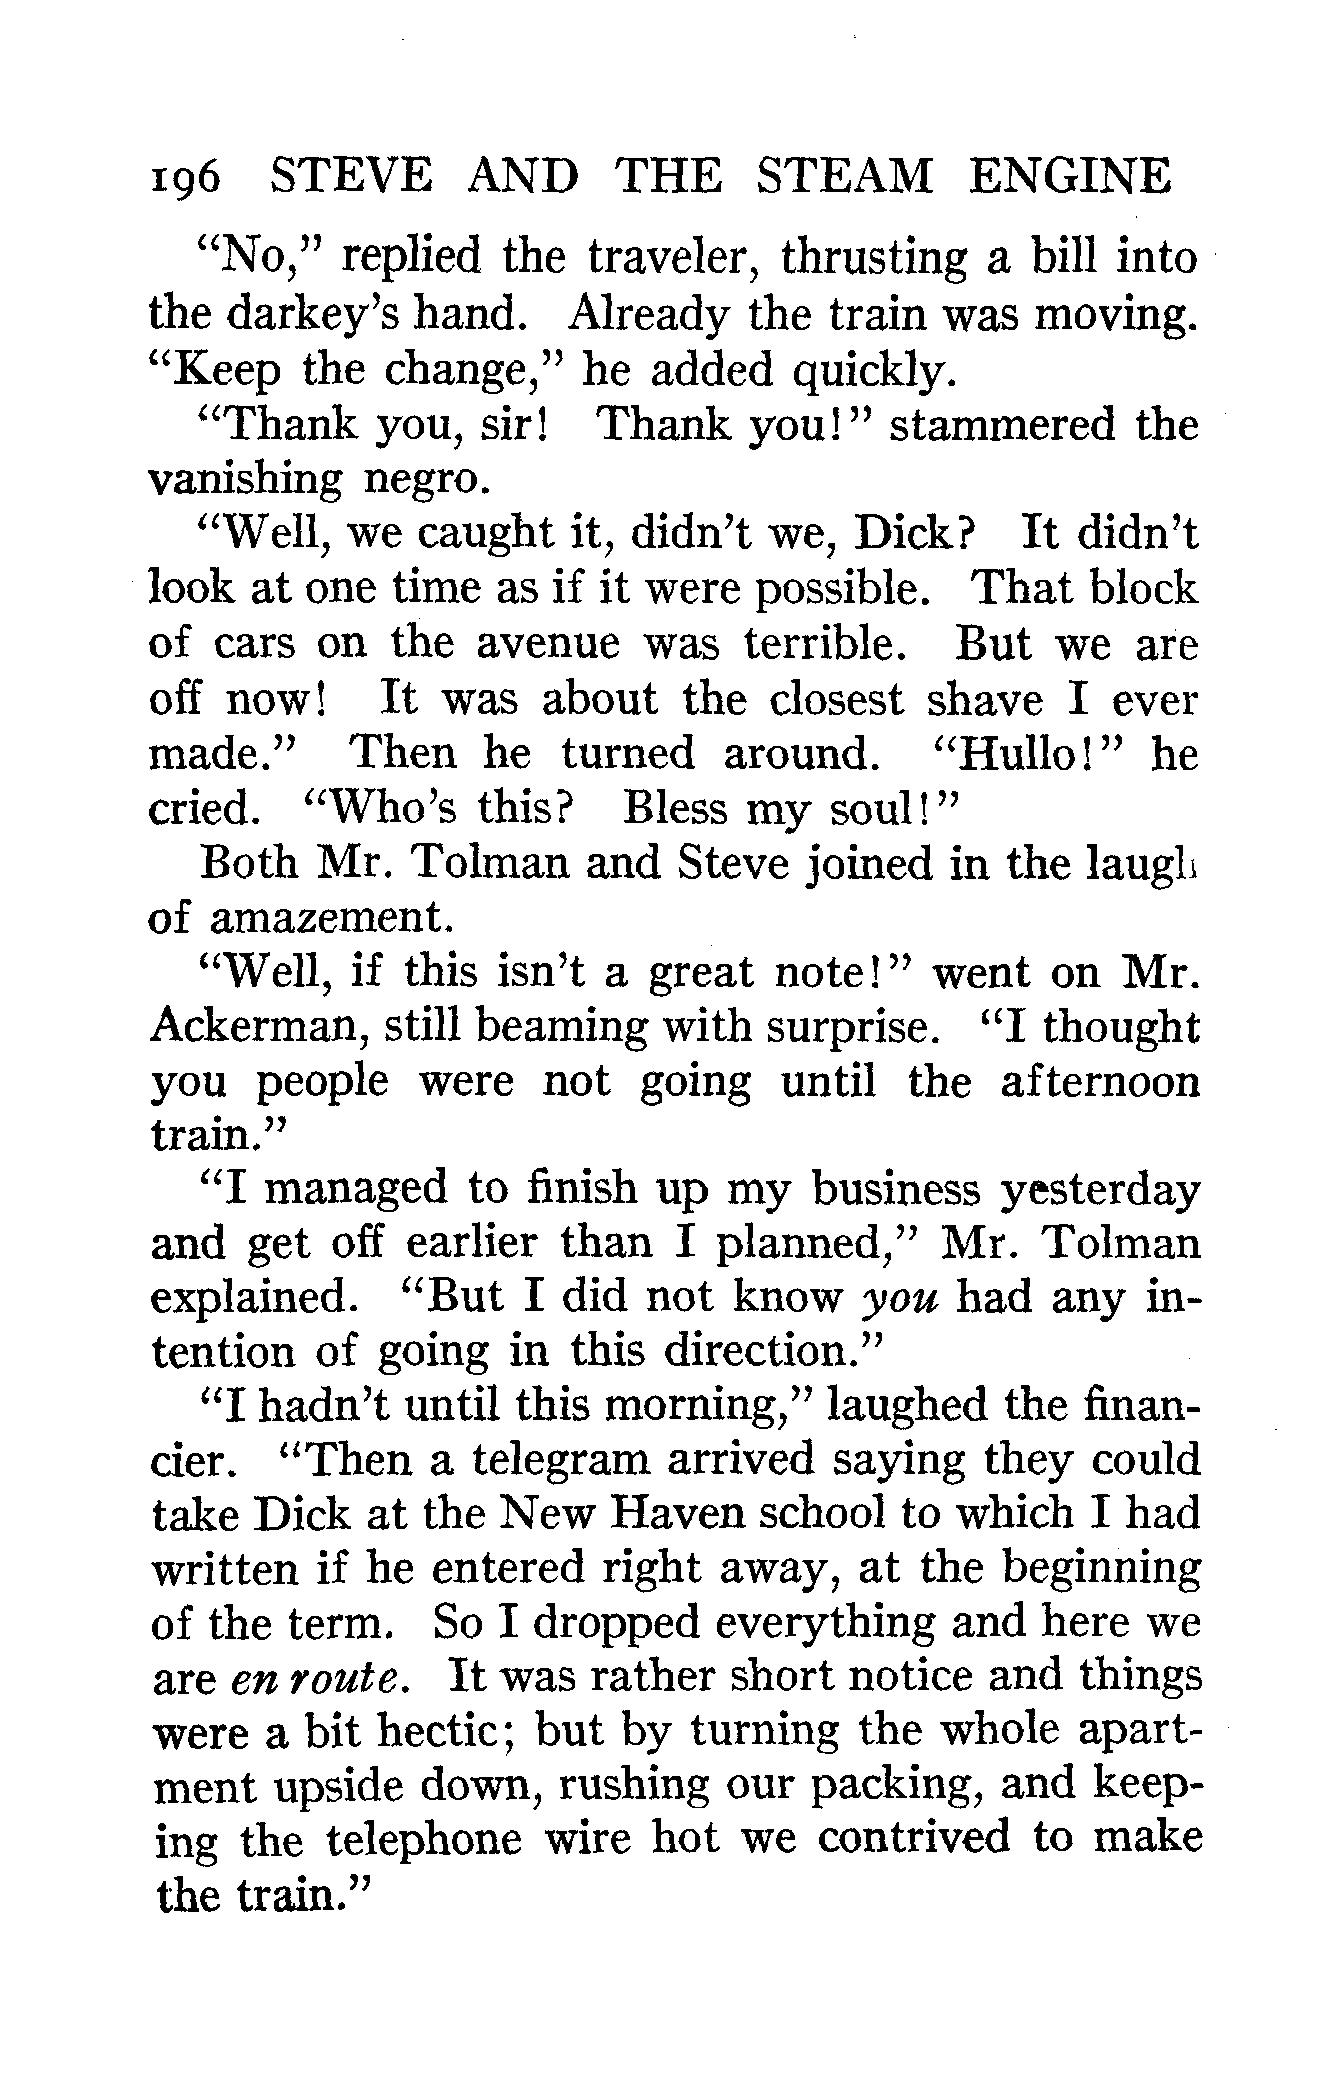 196 STEVE AND THE STEAM ENGINE
"No," replied the traveler, thrusting a bill into
the darkey's hand. Already the train was moving.
"Keep the change," he added quickly.
"Thank you, sir! Thank you!" stammered the
vanishing negro.
"Well, we caught it, didn't we, Dick? It didn't
look at one time as if it were possible. That block
of cars on the avenue was terrible. But we are
off now! It was about the closest shave I ever
made." Then he turned around. "Hullo!" he
cried. "Who's this? Bless my soul!"
Both Mr. Tolman and Steve joined in the laugh
of amazement.
"Well, if this isn't a great note!" went on Mr.
Ackerman, still beaming with surprise. "I thought
you people were not going until the afternoon
train."
"I managed to finish up my business yesterday
and get off earlier than I planned," Mr. Tolman
explained. "But I did not know you had any in-
tention of going in this direction."
"I hadn't until this morning," laughed the finan-
cier. "Then a telegram arrived saying they could
take Dick at the New Haven school to which I had
written if he entered right away, at the beginning
of the term. So I dropped everything and here we
are en route. It was rather short notice and things
were a bit hectic; but by turning the whole apart-
ment upside down, rushing our packing, and keep-
ing the telephone wire hot we contrived to make
the train."